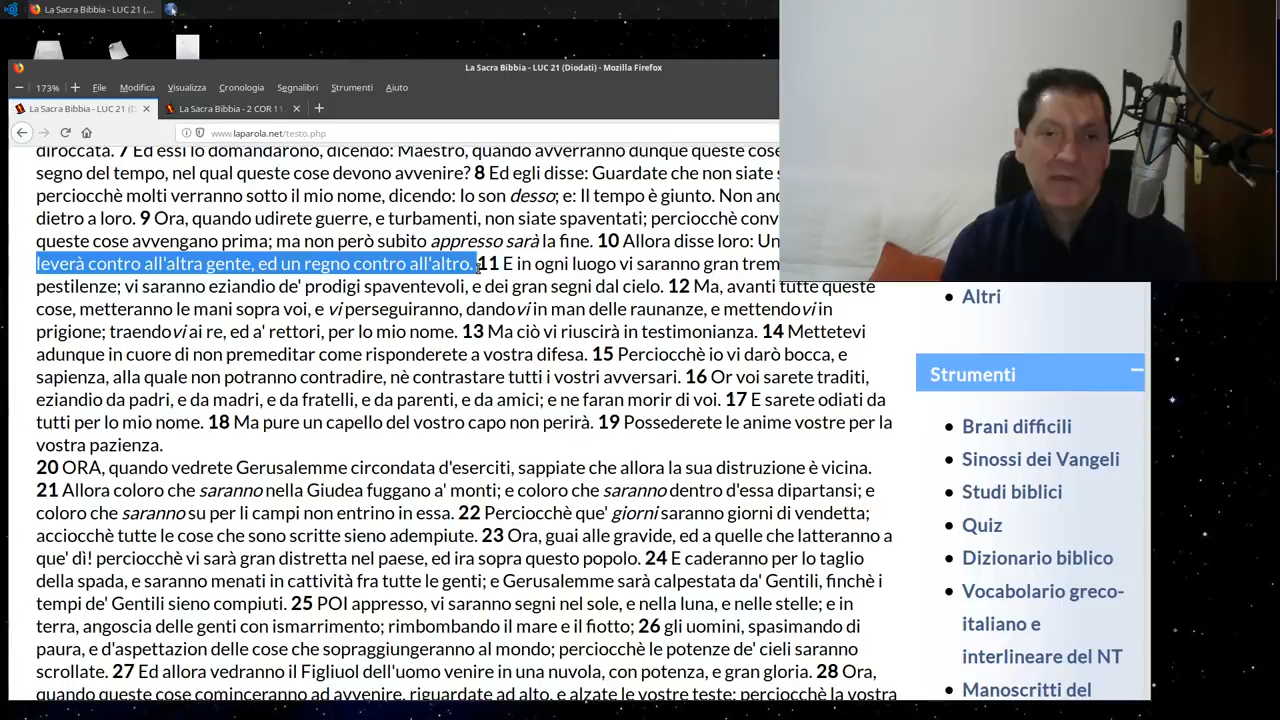 La Sacra Bibbia - LUC 21 (...
La Sacra Bibbia - LUC 21 (Diodati) - Mozilla Firefox
173% File Modifica Visualizza Cronologia Segnalibri Strumenti Aiuto
La Sacra Bibbia - LUC 21 (D La Sacra Bibbia - 2 COR 11
www.laparola.net/testo.php
diroccata. 7 Ed essi lo domandarono, dicendo: Maestro, quando avverranno dunque queste cose
segno del tempo, nel qual queste cose devono avvenire? 8 Ed egli disse: Guardate che non siate
perciocchè molti verranno sotto il mio nome, dicendo: Io son desso; e: Il tempo è giunto. Non
dietro a loro. 9 Ora, quando udirete guerre, e turbamenti, non siate spaventati; perciocchè
queste cose avvengano prima; ma non però subito appresso sarà la fine. 10 Allora disse loro:
leverà contro all'altra gente, ed un regno contro all'altro. 11 E in ogni luogo vi saranno gran
pestilenze; vi saranno eziandio de' prodigi spaventevoli, e dei gran segni dal cielo. 12 Ma, avanti tutte queste
cose, metteranno le mani sopra voi, e vi perseguiranno, dandovi in man delle raunanze, e mettendovi in
prigione; traendovi ai re, ed a' rettori, per lo mio nome. 13 Ma ciò vi riuscirà in testimonianza. 14 Mettetevi
adunque in cuore di non premeditar come risponderete a vostra difesa. 15 Perciocchè io vi darò bocca, e
sapienza, alla quale non potranno contradire, nè contrastare tutti i vostri avversari. 16 Or voi sarete traditi,
eziandio da padri, e da madri, e da fratelli, e da parenti, e da amici; e ne faran morir di voi. 17 E sarete odiati da
tutti per lo mio nome. 18 Ma pure un capello del vostro capo non perirà. 19 Possederete le anime vostre per la
vostra pazienza.
20 ORA, quando vedrete Gerusalemme circondata d'eserciti, sappiate che allora la sua distruzione è vicina.
21 Allora coloro che saranno nella Giudea fuggano a' monti; e coloro che saranno dentro d'essa dipartansi; e
coloro che saranno su per li campi non entrino in essa. 22 Perciocchè que' giorni saranno giorni di vendetta;
acciocchè tutte le cose che sono scritte sieno adempiute. 23 Ora, guai alle gravide, ed a quelle che latteranno a
que' dì! perciocchè vi sarà gran distretta nel paese, ed ira sopra questo popolo. 24 E caderanno per lo taglio
della spada, e saranno menati in cattività fra tutte le genti; e Gerusalemme sarà calpestata da' Gentili, finchè i
tempi de' Gentili sieno compiuti. 25 POI appresso, vi saranno segni nel sole, e nella luna, e nelle stelle; e in
terra, angoscia delle genti con ismarrimento; rimbombando il mare e il fiotto; 26 gli uomini, spasimando di
paura, e d'aspettazion delle cose che sopraggiungeranno al mondo; perciocchè le potenze de' cieli saranno
scrollate. 27 Ed allora vedranno il Figliuol dell'uomo venire in una nuvola, con potenza, e gran gloria. 28 Ora,
quando queste cose cominceranno ad avvenire, riguardate ad alto, e alzate le vostre teste; perciocchè la vostra
Altri
Strumenti
Brani difficili
Sinossi dei Vangeli
Studi biblici
Quiz
Dizionario biblico
Vocabolario greco-
italiano e
interlineare del NT
Manoscritti del